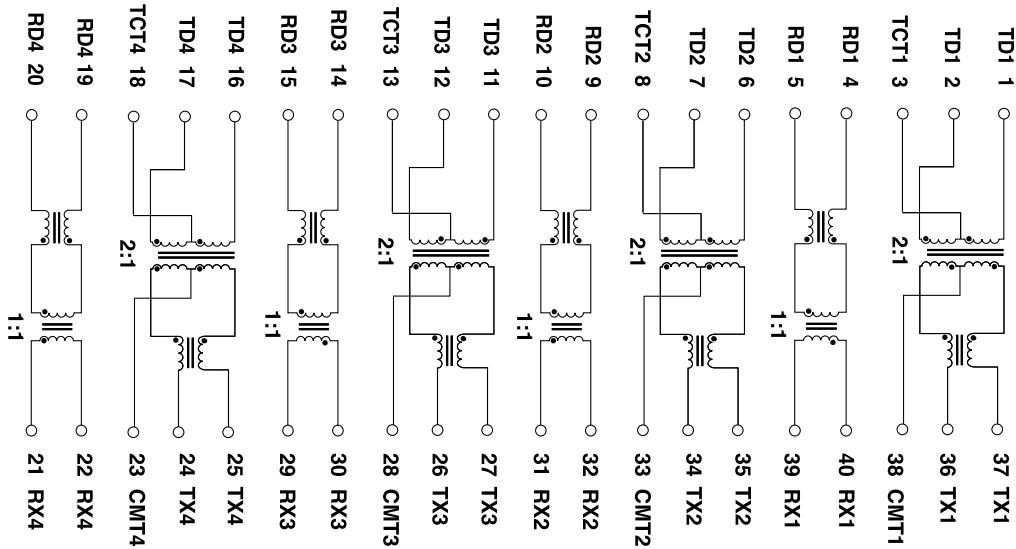 TD1 1 37 TX1
TD1 2 36 TX1
TCT1 3 38 CMT1
2:1
RD1 4 40 RX1
RD1 5 39 RX1
1:1
TD2 6 35 TX2
TD2 7 34 TX2
TCT2 8 33 CMT2
2:1
RD2 9 32 RX2
RD2 10 31 RX2
1:1
TD3 11 27 TX3
TD3 12 26 TX3
TCT3 13 28 CMT3
2:1
RD3 14 30 RX3
RD3 15 29 RX3
1:1
TD4 16 25 TX4
TD4 17 24 TX4
TCT4 18 23 CMT4
2:1
RD4 19 22 RX4
RD4 20 21 RX4
1:1